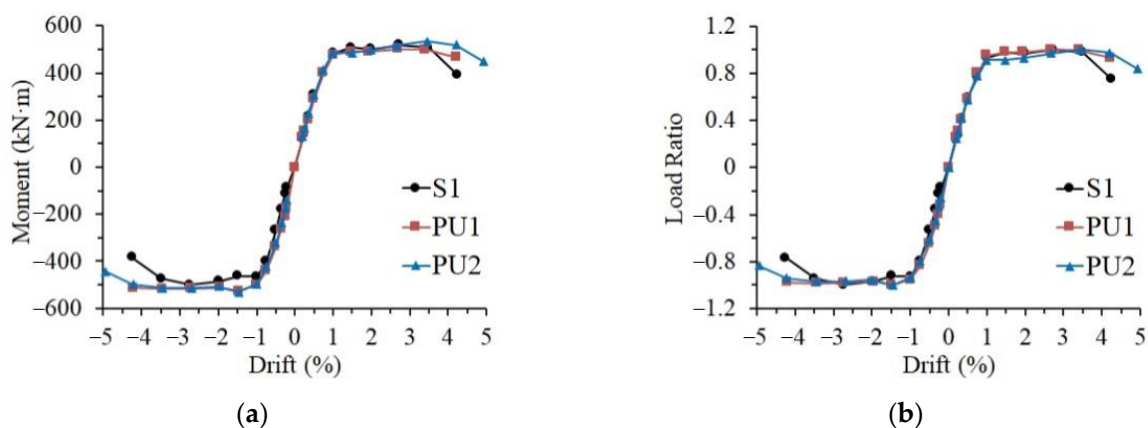 600
400
200
0
−200
−400
−600
Moment (kN·m)
S1
PU1
PU2
−5 −4 −3 −2 −1 0 1 2 3 4 5
Drift (%)
(a)
1.2
0.8
0.4
0
−0.4
−0.8
−1.2
Load Ratio
S1
PU1
PU2
−5 −4 −3 −2 −1 0 1 2 3 4 5
Drift (%)
(b)